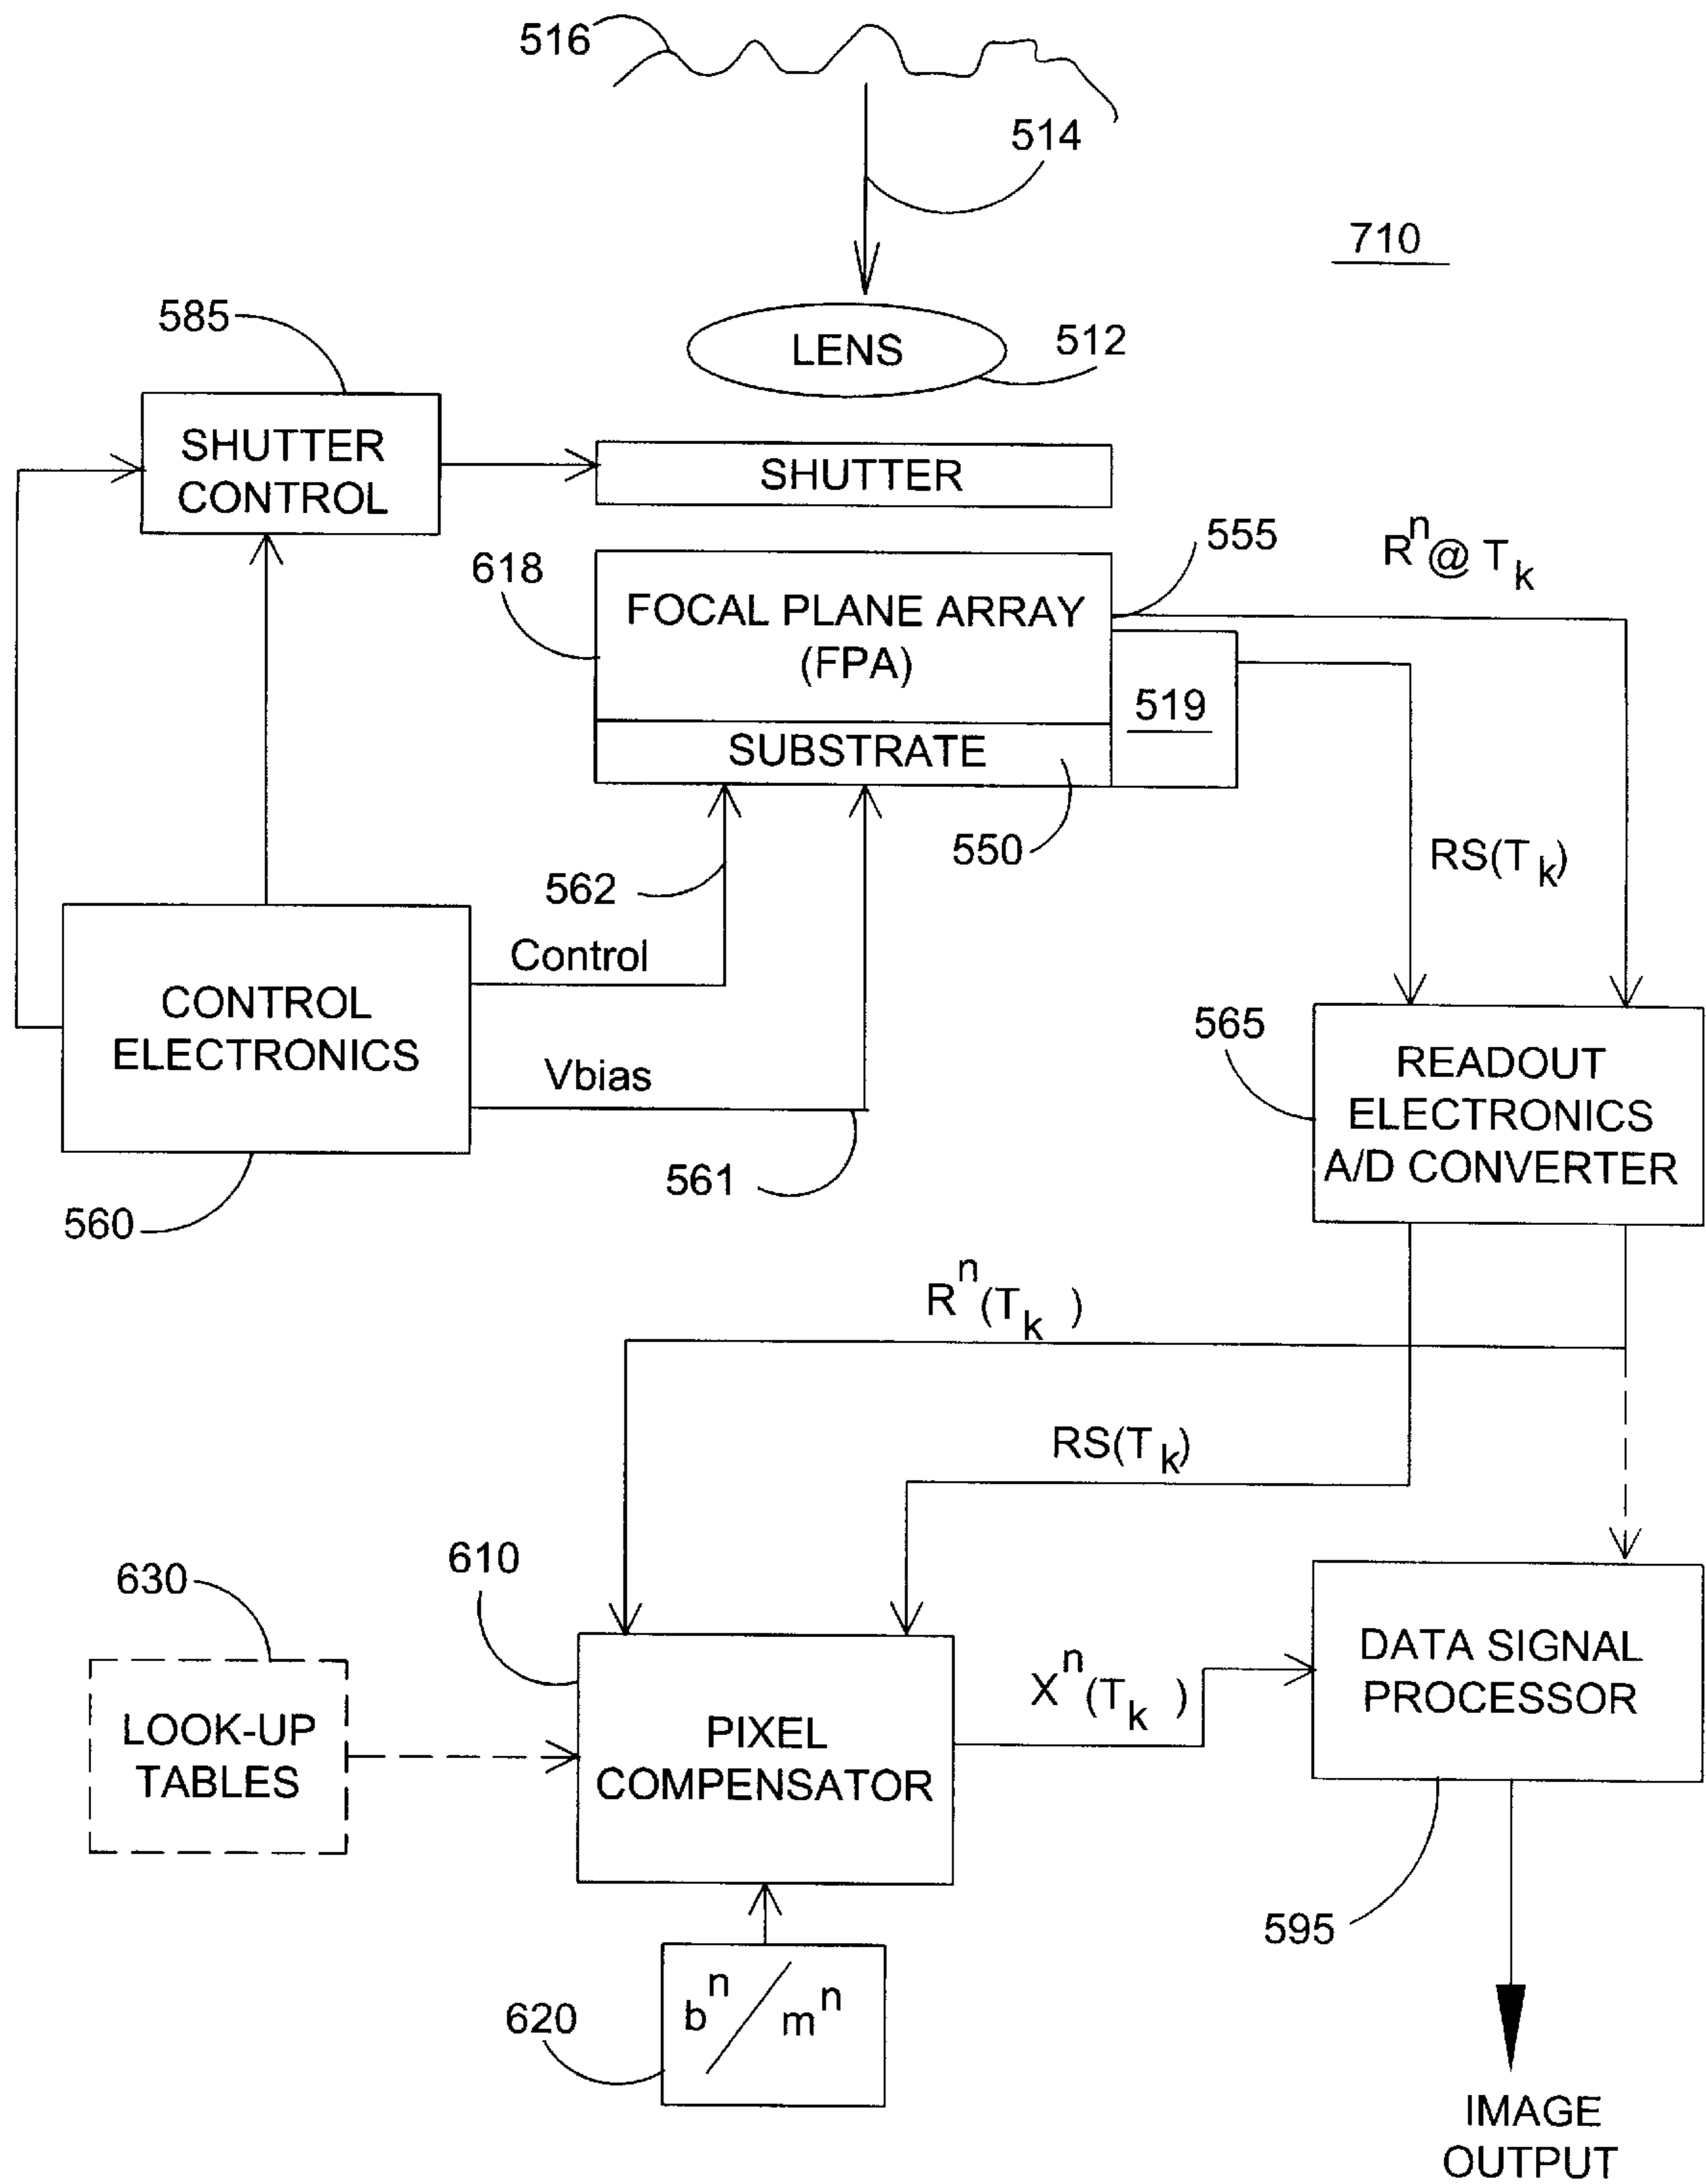 516
514
710
585
LENS
512
SHUTTER
CONTROL
SHUTTER
555
R^n@ T_k
618
FOCAL PLANE ARRAY
(FPA)
519
SUBSTRATE
550
RS(T_k)
562
Control
CONTROL
ELECTRONICS
Vbias
561
560
565
READOUT
ELECTRONICS
A/D CONVERTER
R^n(T_k )
RS(T_k)
610
630
LOOK-UP
TABLES
PIXEL
COMPENSATOR
X^n(T_k )
DATA SIGNAL
PROCESSOR
595
620
b^n / m^n
IMAGE
OUTPUT